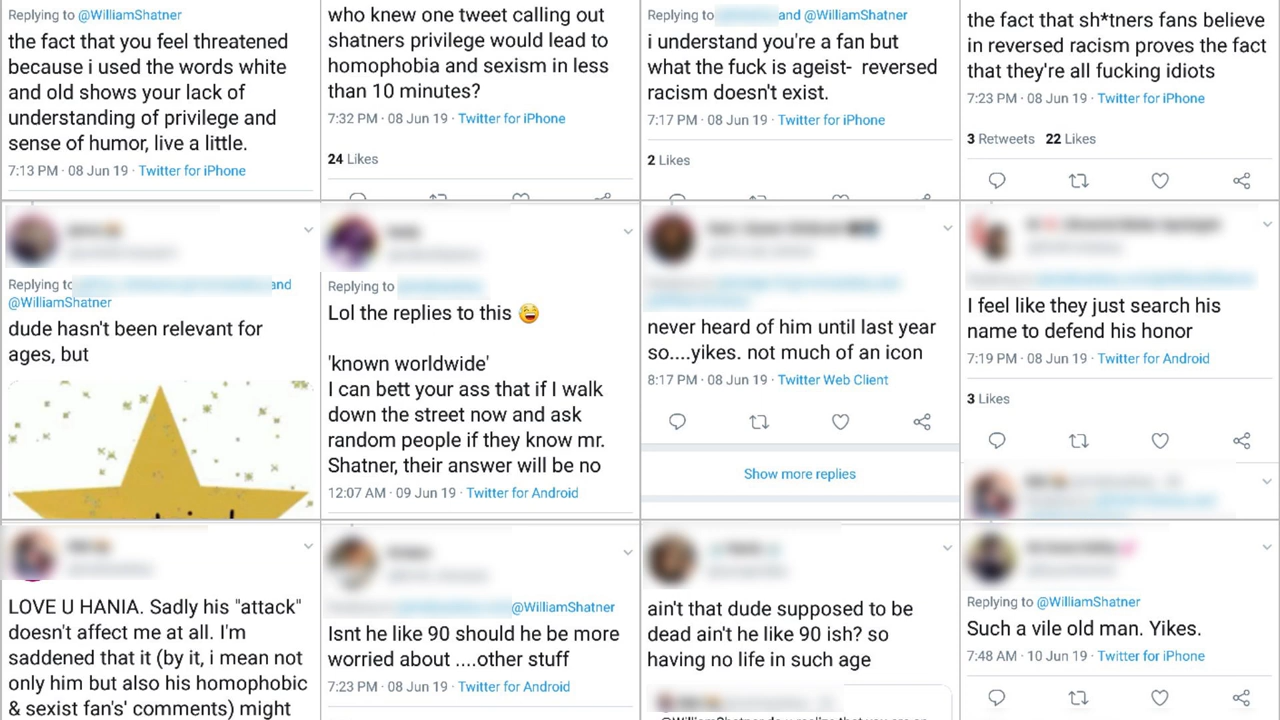 Replying to @WilliamShatner
the fact that you feel threatened
because i used the words white
and old shows your lack of
understanding of privilege and
sense of humor, live a little.
7:13 PM · 08 Jun 19 · Twitter for iPhone
who knew one tweet calling out
shatners privilege would lead to
homophobia and sexism in less
than 10 minutes?
7:32 PM · 08 Jun 19 · Twitter for iPhone
24 Likes
Replying to and @WilliamShatner
i understand you're a fan but
what the fuck is ageist- reversed
racism doesn't exist.
7:17 PM · 08 Jun 19 · Twitter for iPhone
2 Likes
the fact that sh*tners fans believe
in reversed racism proves the fact
that they're all fucking idiots
7:23 PM · 08 Jun 19 · Twitter for iPhone
3 Retweets 22 Likes
Replying to and
@WilliamShatner
dude hasn't been relevant for
ages, but
Replying to
Lol the replies to this 😂
'known worldwide'
I can bett your ass that if I walk
down the street now and ask
random people if they know mr.
Shatner, their answer will be no
12:07 AM · 09 Jun 19 · Twitter for Android
never heard of him until last year
so....yikes. not much of an icon
8:17 PM · 08 Jun 19 · Twitter Web Client
Show more replies
I feel like they just search his
name to defend his honor
7:19 PM · 08 Jun 19 · Twitter for Android
3 Likes
LOVE U HANIA. Sadly his "attack"
doesn't affect me at all. I'm
saddened that it (by it, i mean not
only him but also his homophobic
& sexist fan's' comments) might
@WilliamShatner
Isnt he like 90 should he be more
worried about ....other stuff
7:23 PM · 08 Jun 19 · Twitter for Android
ain't that dude supposed to be
dead ain't he like 90 ish? so
having no life in such age
Replying to @WilliamShatner
Such a vile old man. Yikes.
7:48 AM · 10 Jun 19 · Twitter for iPhone